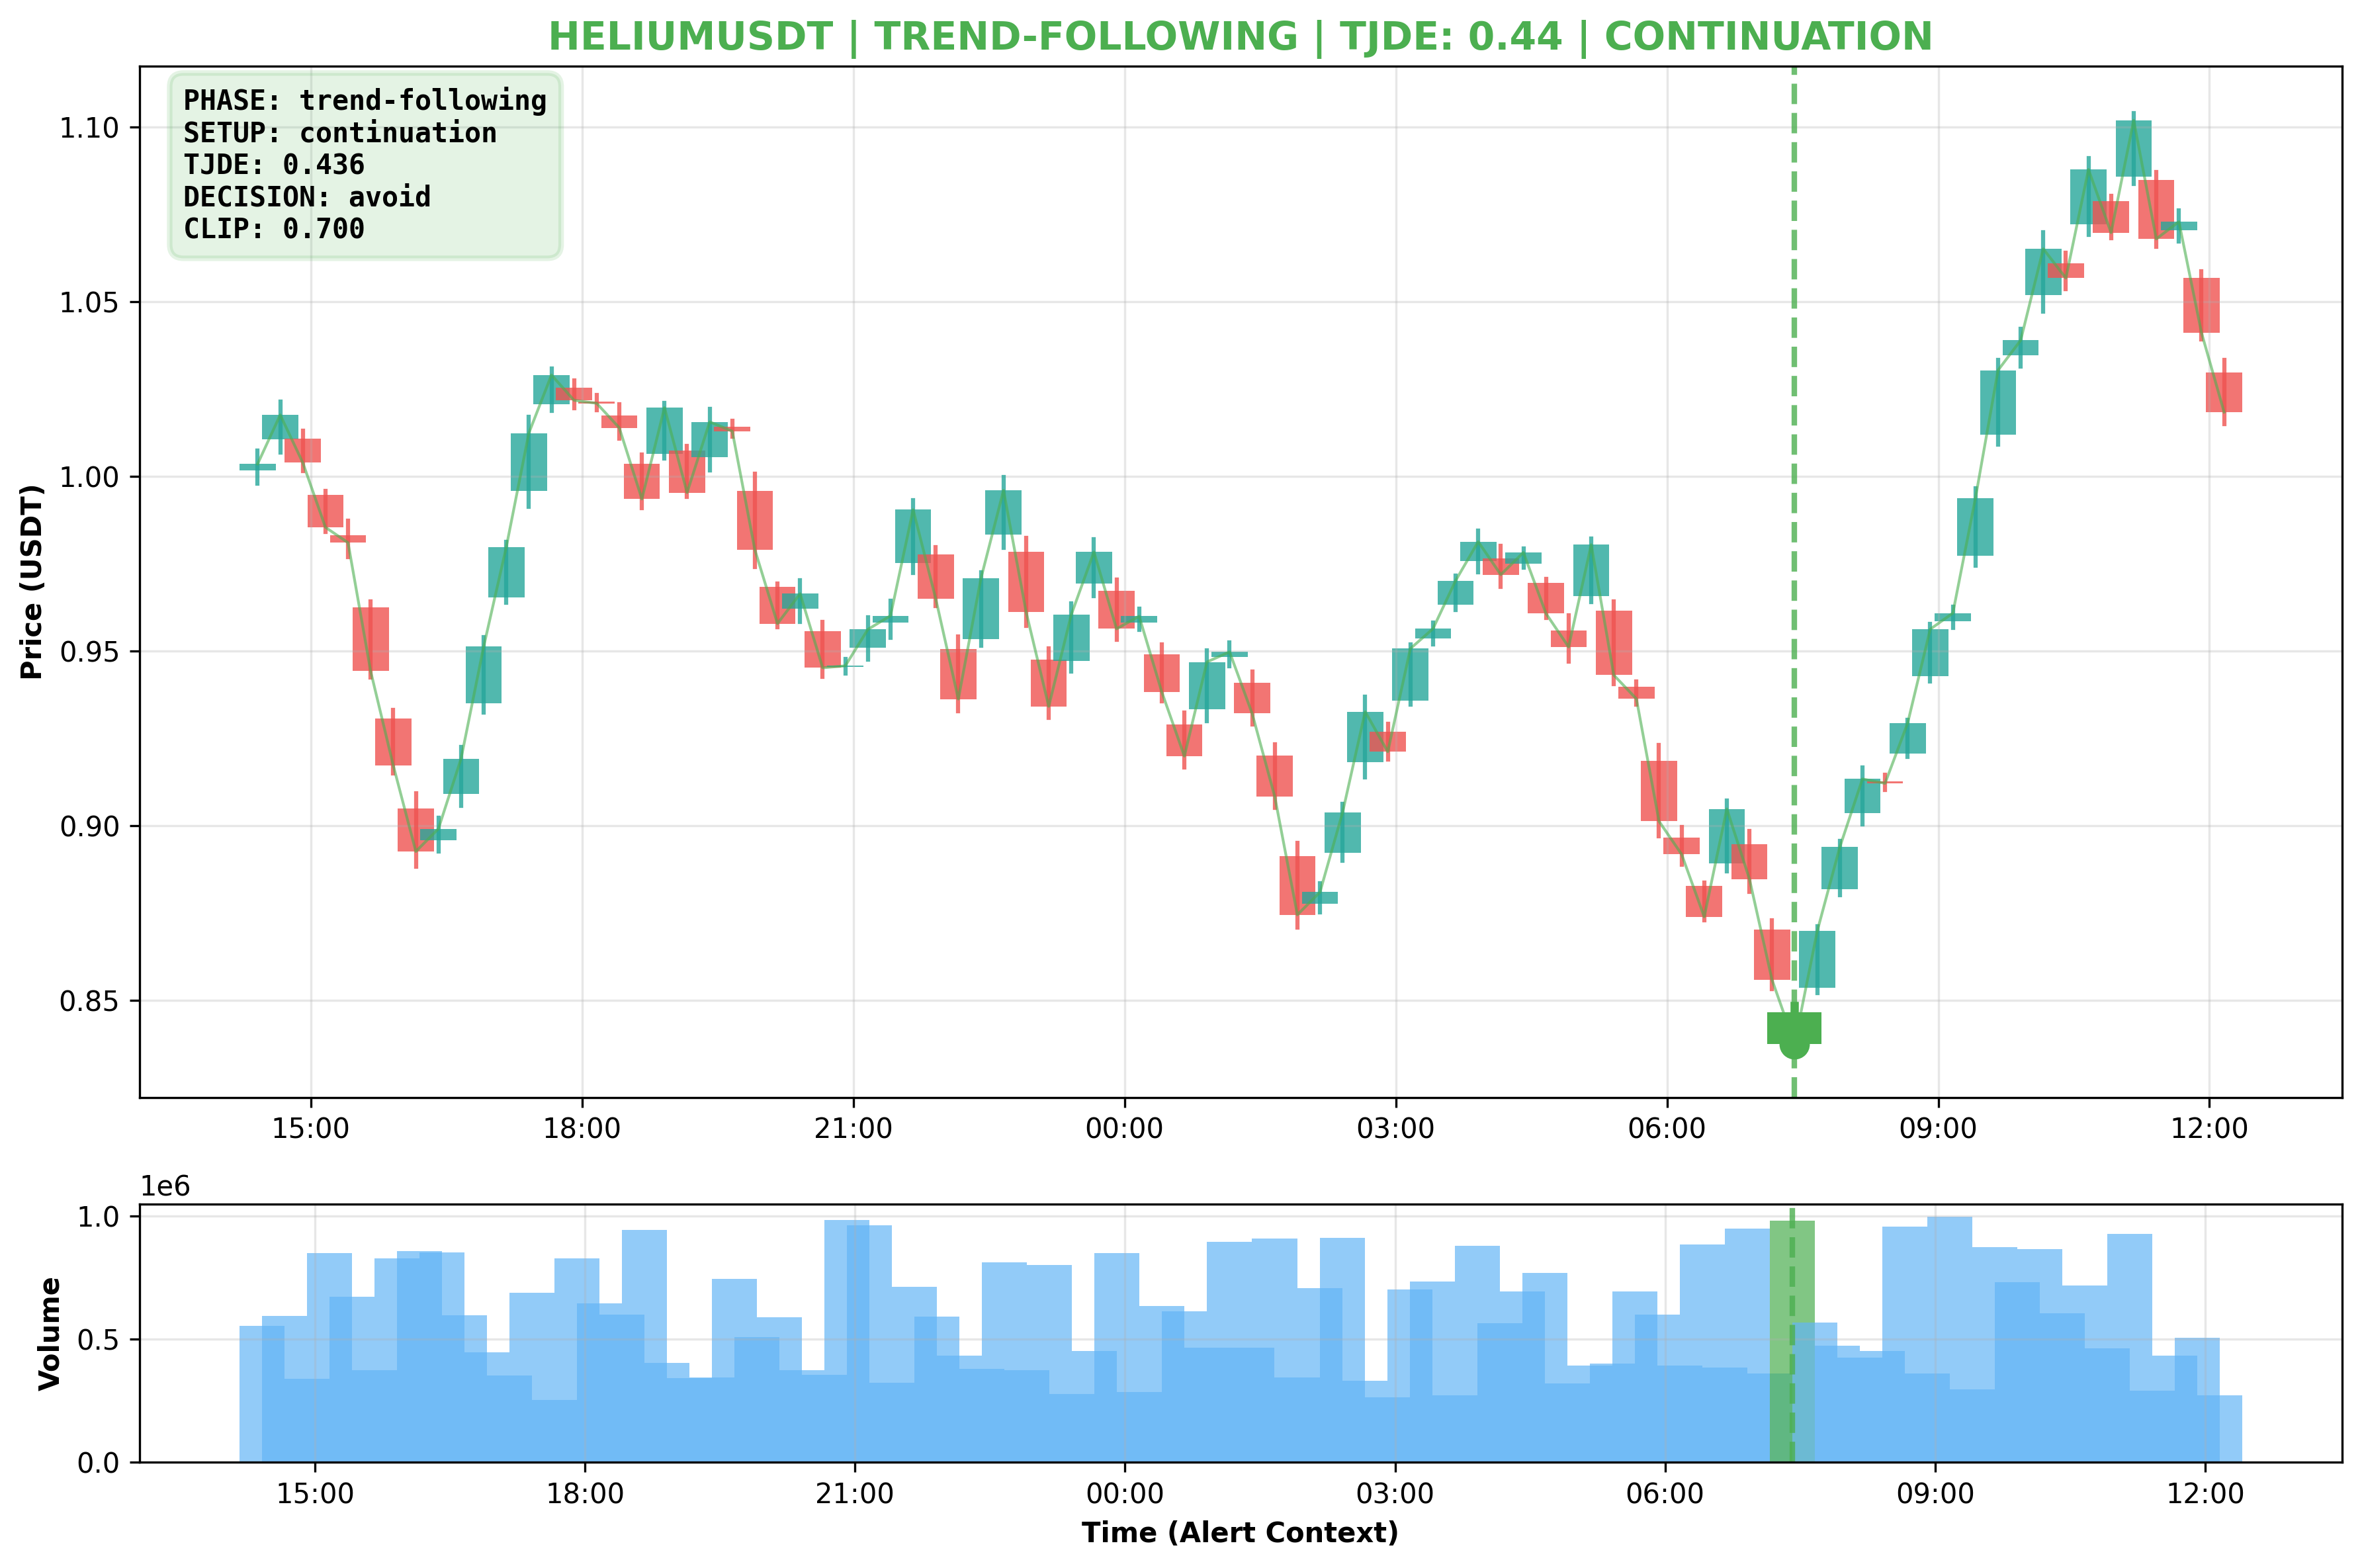 HELIUMUSDT | TREND-FOLLOWING | TJDE: 0.44 | CONTINUATION
PHASE: trend-following
SETUP: continuation
TJDE: 0.436
DECISION: avoid
CLIP: 0.700
Price (USDT)
1.10
1.05
1.00
0.95
0.90
0.85
15:00 18:00 21:00 00:00 03:00 06:00 09:00 12:00
1e6
Volume
1.0
0.5
0.0
15:00 18:00 21:00 00:00 03:00 06:00 09:00 12:00
Time (Alert Context)